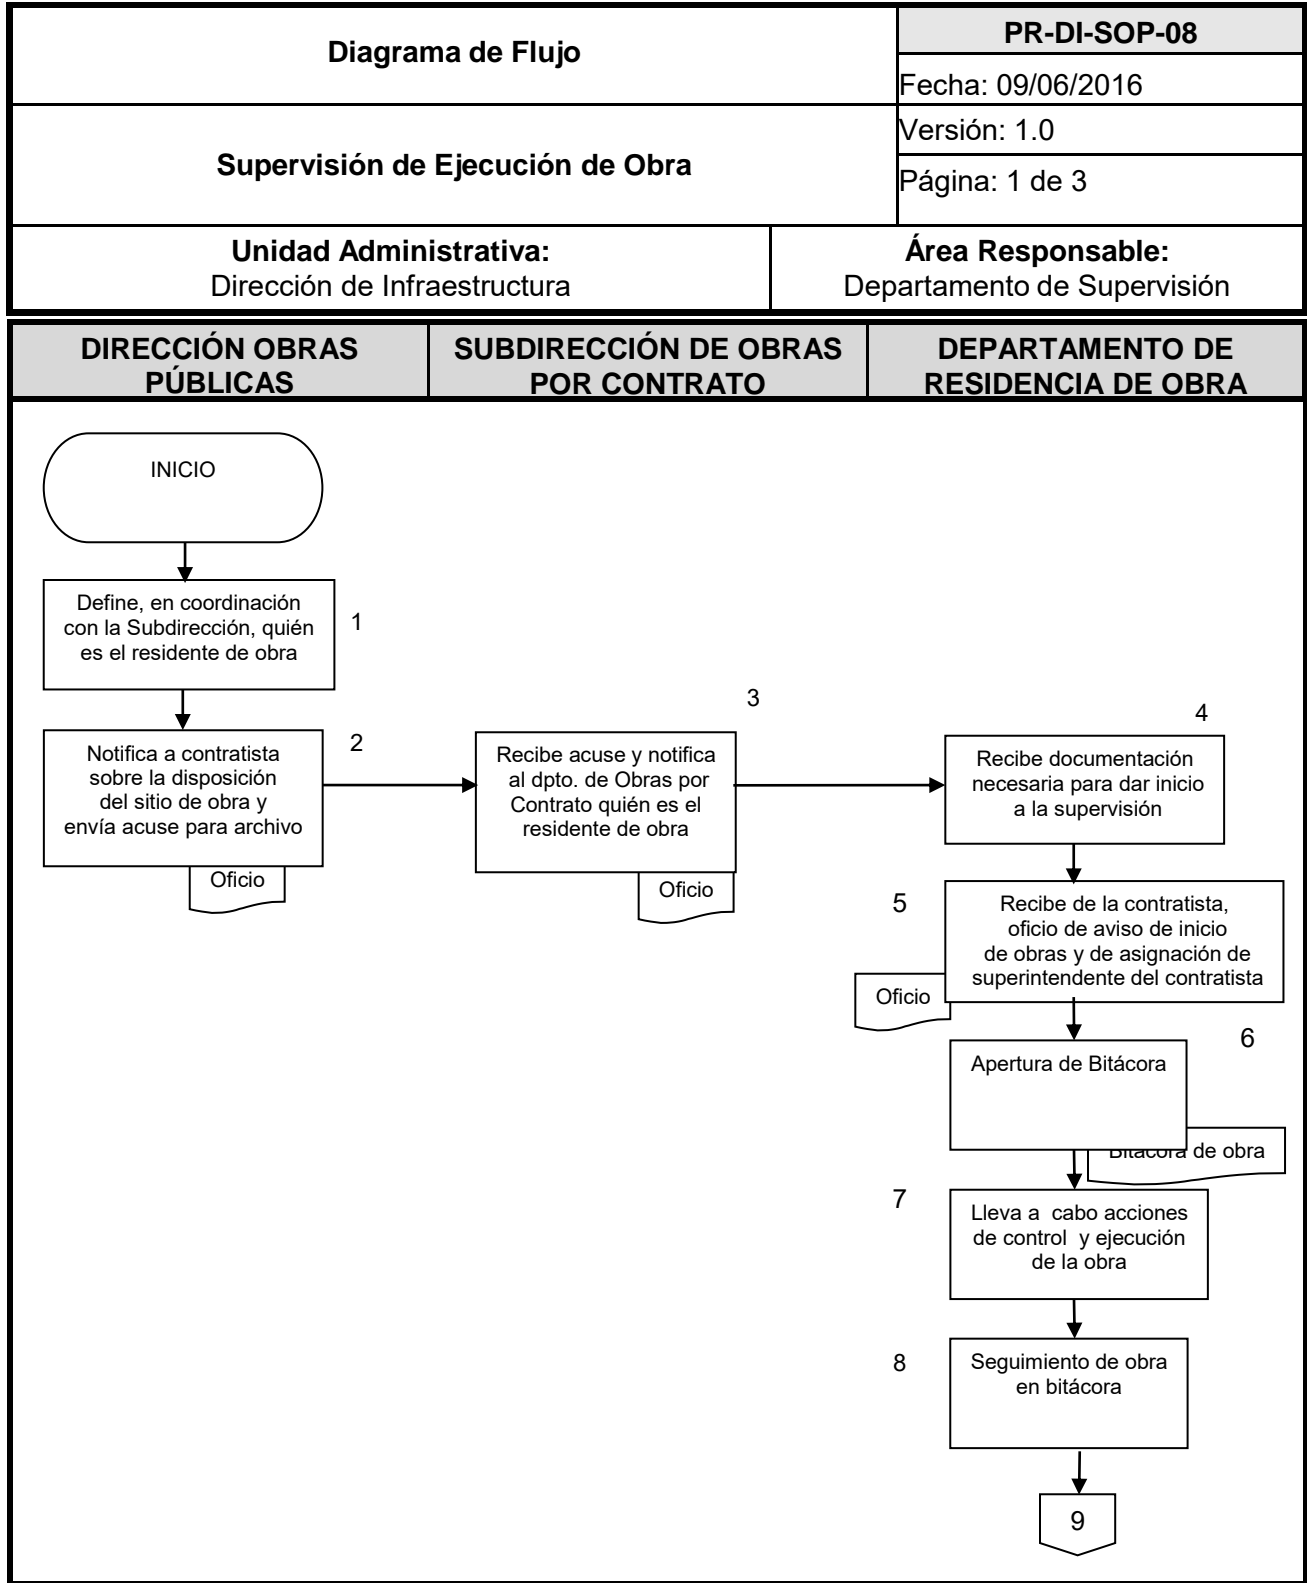 Diagrama de Flujo
PR-DI-SOP-08
Fecha: 09/06/2016
Supervisión de Ejecución de Obra
Versión: 1.0
Página: 1 de 3
Unidad Administrativa:
Dirección de Infraestructura
Área Responsable:
Departamento de Supervisión
DIRECCIÓN OBRAS
PÚBLICAS
SUBDIRECCIÓN DE OBRAS
POR CONTRATO
DEPARTAMENTO DE
RESIDENCIA DE OBRA
INICIO
Define, en coordinación
con la Subdirección, quién
es el residente de obra
1
Notifica a contratista
sobre la disposición
del sitio de obra y
envía acuse para archivo
2
Oficio
3
Recibe acuse y notifica
al dpto. de Obras por
Contrato quién es el
residente de obra
Oficio
4
Recibe documentación
necesaria para dar inicio
a la supervisión
5
Recibe de la contratista,
oficio de aviso de inicio
de obras y de asignación de
superintendente del contratista
Oficio
6
Apertura de Bitácora
Bitácora de obra
7
Lleva a  cabo acciones
de control  y ejecución
de la obra
8
Seguimiento de obra
en bitácora
9